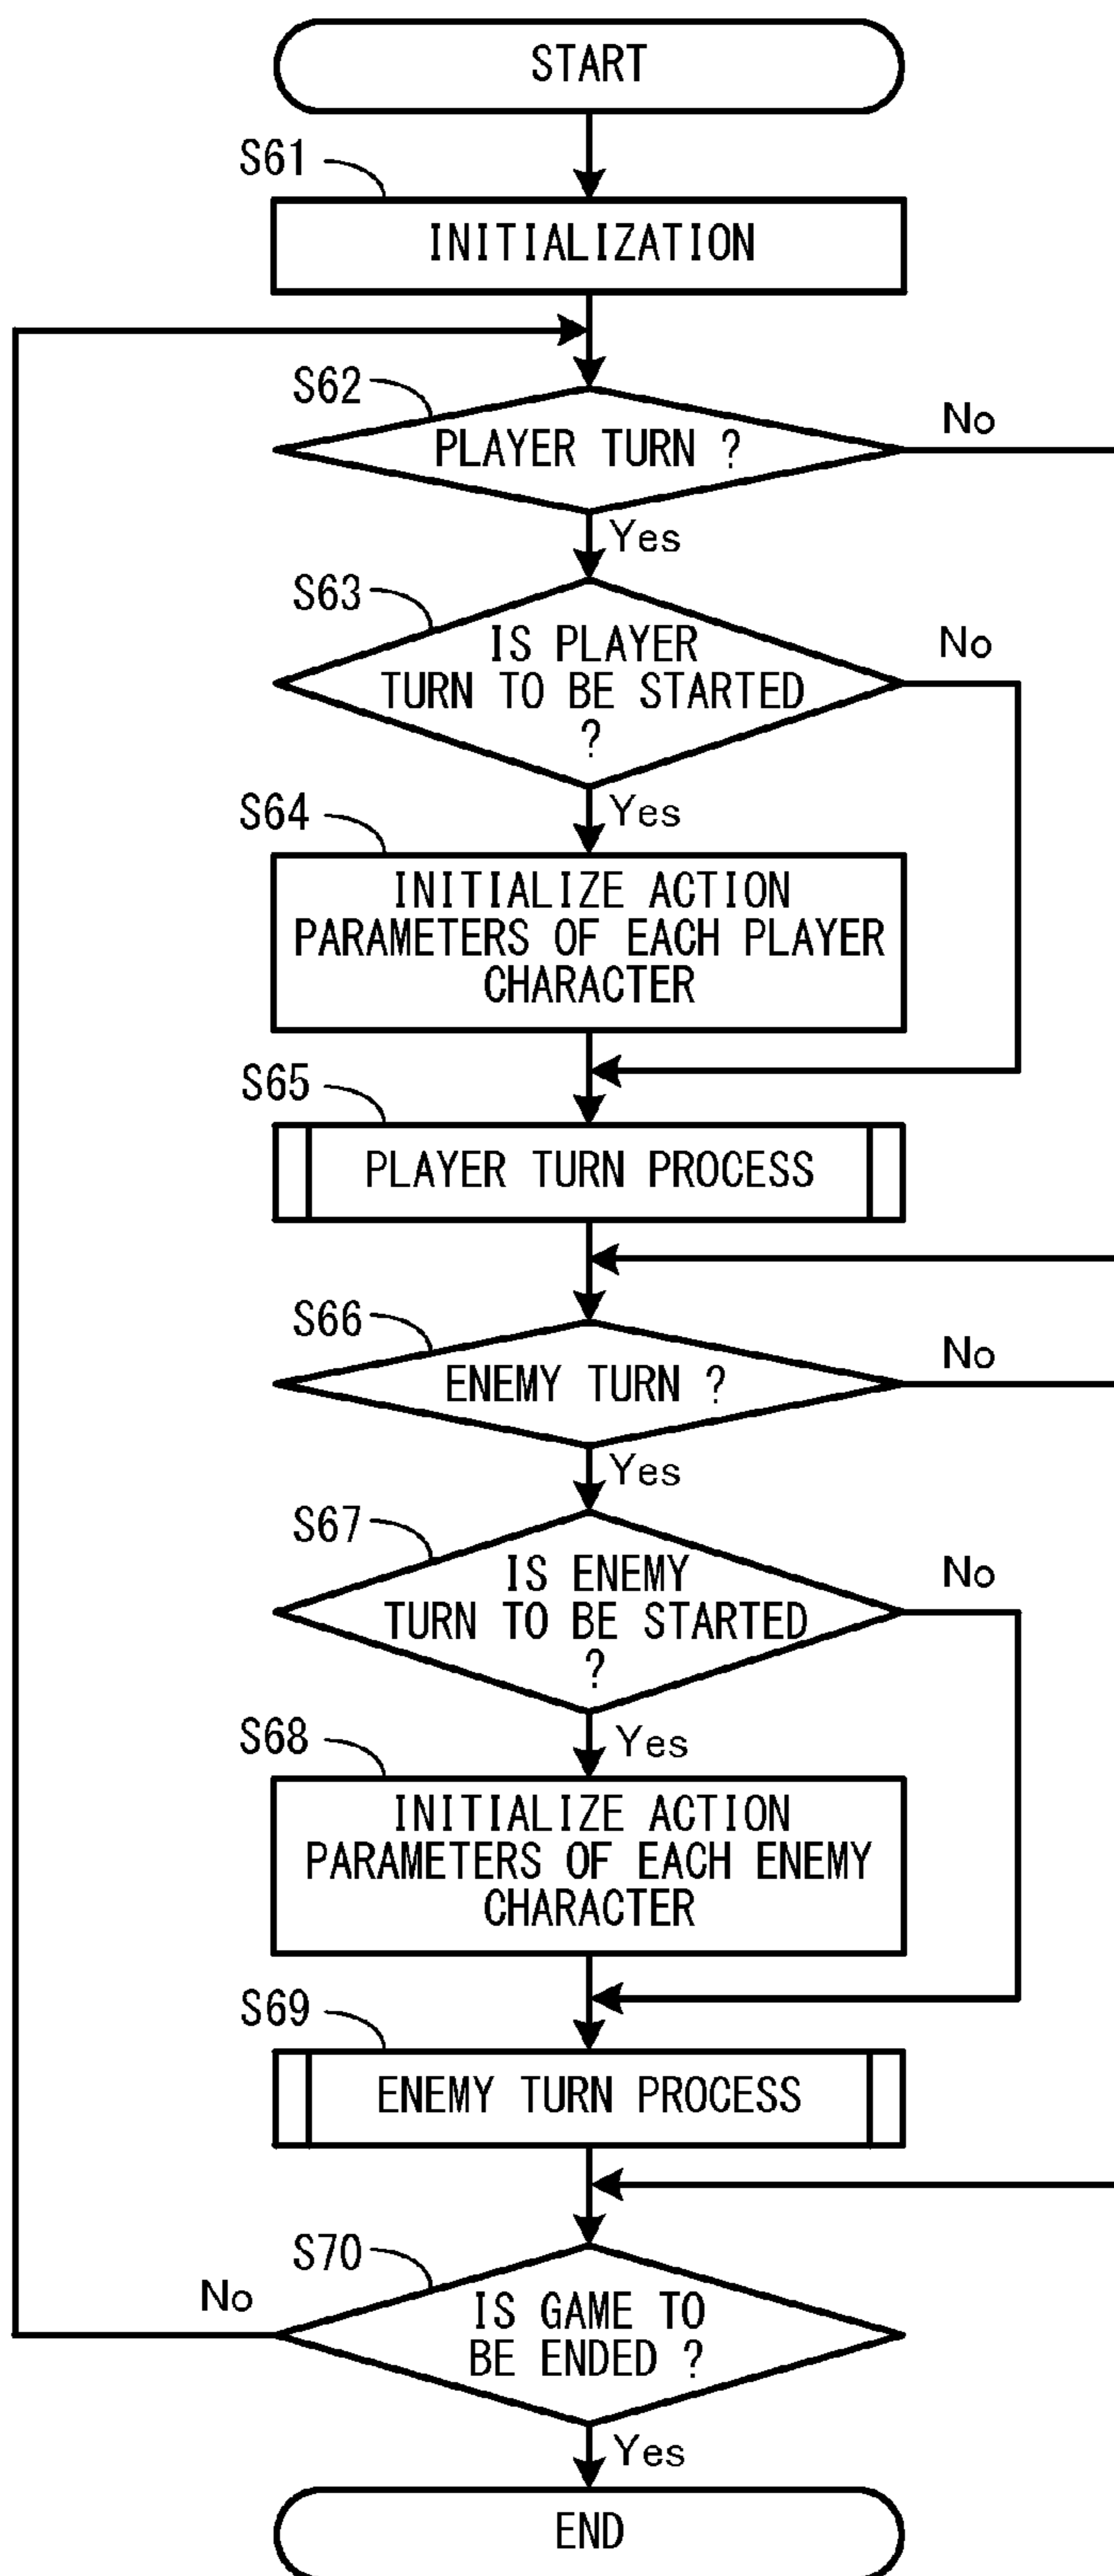 START
S61
INITIALIZATION
S62
PLAYER TURN ?
No
Yes
S63
IS PLAYER
TURN TO BE STARTED
?
No
Yes
S64
INITIALIZE ACTION
PARAMETERS OF EACH PLAYER
CHARACTER
S65
PLAYER TURN PROCESS
S66
ENEMY TURN ?
No
Yes
S67
IS ENEMY
TURN TO BE STARTED
?
No
Yes
S68
INITIALIZE ACTION
PARAMETERS OF EACH ENEMY
CHARACTER
S69
ENEMY TURN PROCESS
S70
No
IS GAME TO
BE ENDED ?
Yes
END